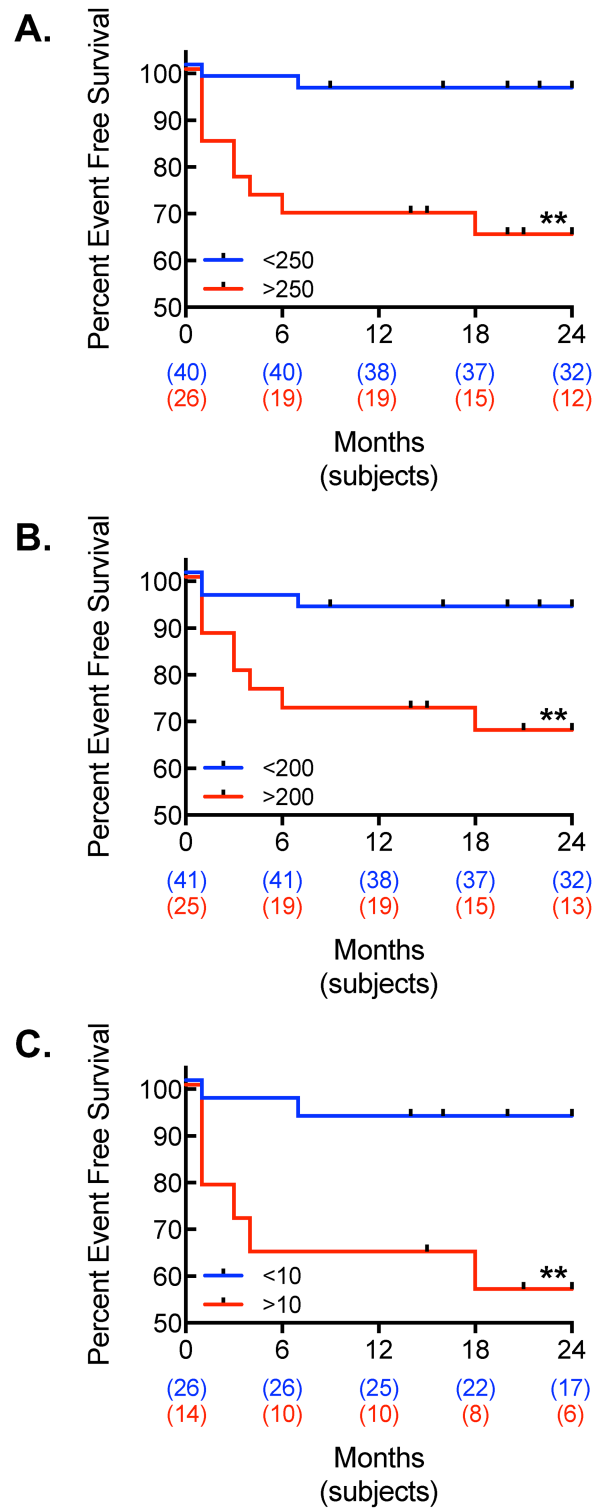 A.
Percent Event Free Survival
100
90
80
70
60
50
**
<250
>250
0 6 12 18 24
(40) (40) (38) (37) (32)
(26) (19) (19) (15) (12)
Months
(subjects)
B.
Percent Event Free Survival
100
90
80
70
60
50
**
<200
>200
0 6 12 18 24
(41) (41) (38) (37) (32)
(25) (19) (19) (15) (13)
Months
(subjects)
C.
Percent Event Free Survival
100
90
80
70
60
50
**
<10
>10
0 6 12 18 24
(26) (26) (25) (22) (17)
(14) (10) (10) (8) (6)
Months
(subjects)